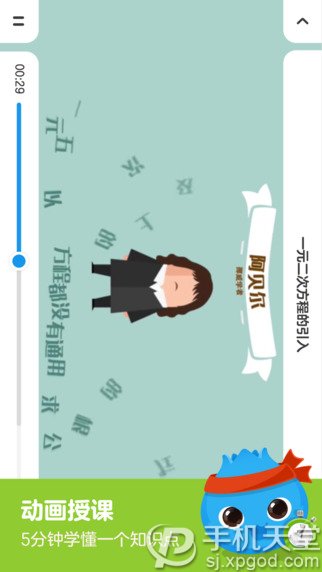 00:29
一元二次方程的引入
阿贝尔
挪威学者
一元五次及以上的
方程都没有通用的求根公式
动画授课
5分钟学懂一个知识点
手机天堂
sj.xpgod.com